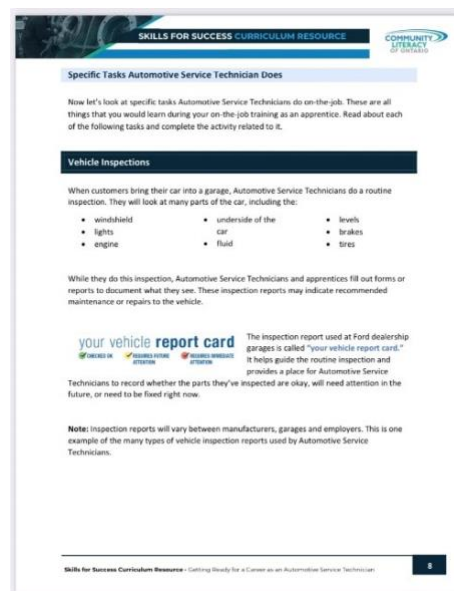 SKILLS FOR SUCCESS CURRICULUM RESOURCE
COMMUNITY
LITERACY
OF ONTARIO
Specific Tasks Automotive Service Technician Does
Now let's look at specific tasks Automotive Service Technicians do on-the-job. These are all
things that you would learn during your on-the-job training as an apprentice. Read about each
of the following tasks and complete the activity related to it.
Vehicle Inspections
When customers bring their car into a garage, Automotive Service Technicians do a routine
inspection. They will look at many parts of the car, including the:
• windshield
• lights
• engine
• underside of the
car
• fluid
• levels
• brakes
• tires
While they do this inspection, Automotive Service Technicians and apprentices fill out forms or
reports to document what they see. These inspection reports may indicate recommended
maintenance or repairs to the vehicle.
your vehicle report card
CHECKED OK
REQUIRES FUTURE
ATTENTION
REQUIRES IMMEDIATE
ATTENTION
The inspection report used at Ford dealership
garages is called "your vehicle report card."
It helps guide the routine inspection and
provides a place for Automotive Service
Technicians to record whether the parts they've inspected are okay, will need attention in the
future, or need to be fixed right now.
Note: Inspection reports will vary between manufacturers, garages and employers. This is one
example of the many types of vehicle inspection reports used by Automotive Service
Technicians.
Skills for Success Curriculum Resource – Getting Ready for a Career as an Automotive Service Technician
8